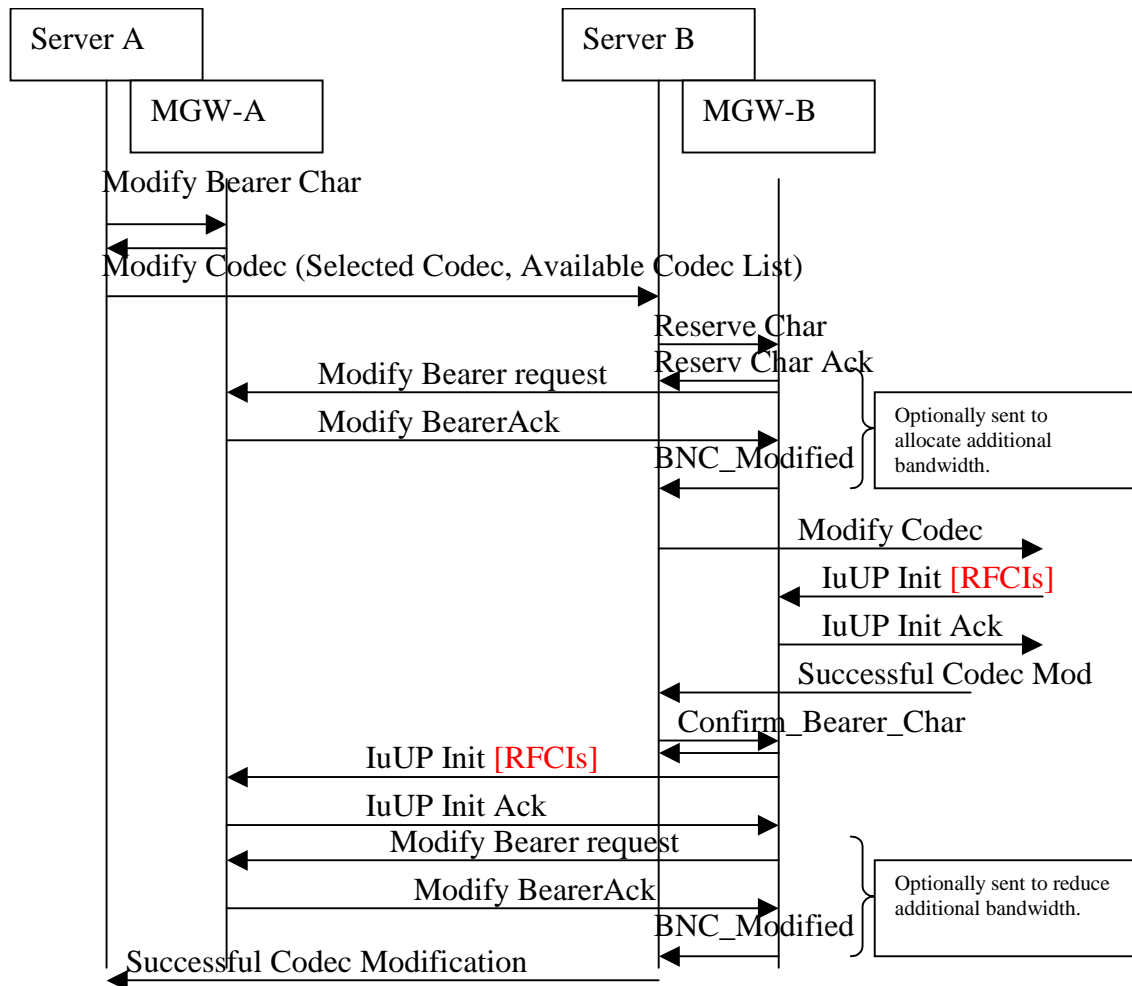 Server A
Server B
MGW-A
MGW-B
Modify Bearer Char
Modify Codec (Selected Codec, Available Codec List)
Reserve Char
Reserv Char Ack
Modify Bearer request
Modify BearerAck
BNC_Modified
Optionally sent to
allocate additional
bandwidth.
Modify Codec
IuUP Init [RFCIs]
IuUP Init Ack
Successful Codec Mod
Confirm_Bearer_Char
IuUP Init [RFCIs]
IuUP Init Ack
Modify Bearer request
Modify BearerAck
BNC_Modified
Optionally sent to reduce
additional bandwidth.
Successful Codec Modification